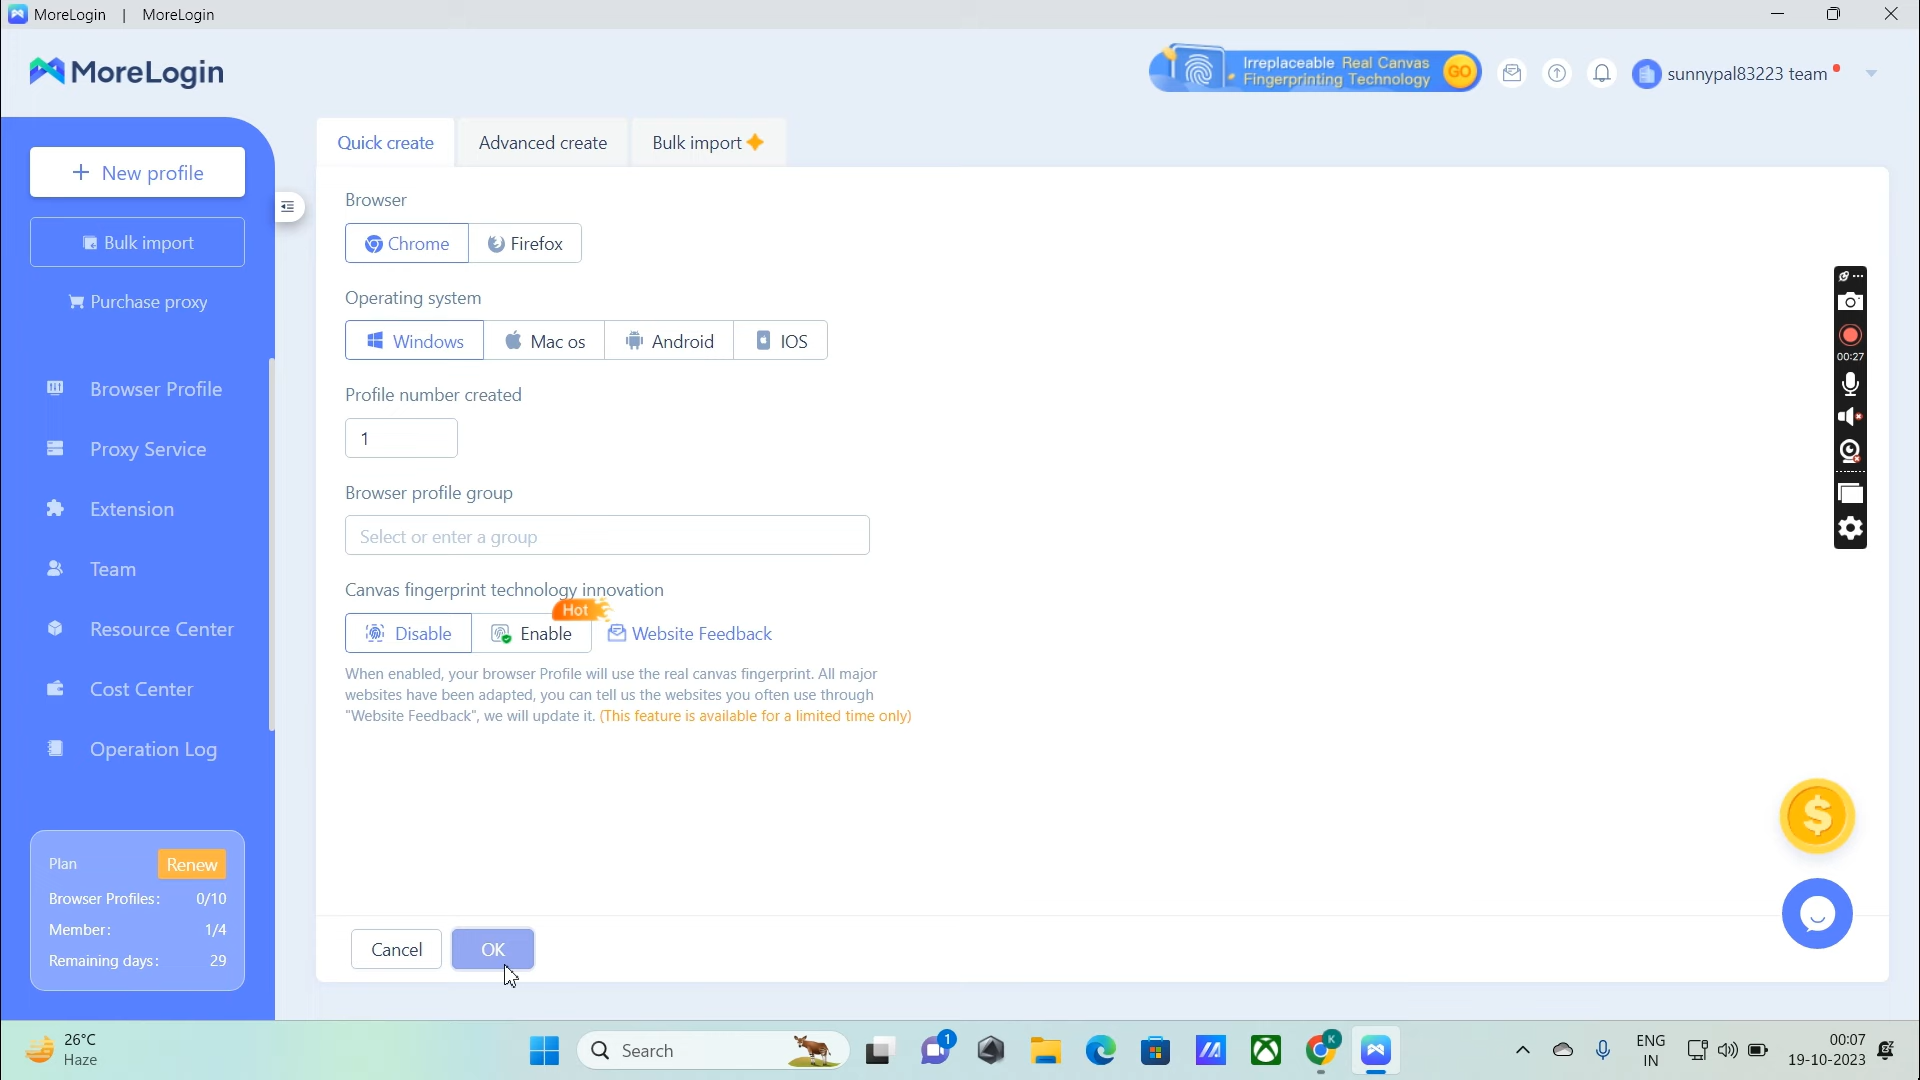 MoreLogin | MoreLogin
MoreLogin
Irreplaceable Real Canvas
Fingerprinting Technology
GO
sunnypal83223 team
+ New profile
Bulk import
Purchase proxy
Browser Profile
Proxy Service
Extension
Team
Resource Center
Cost Center
Operation Log
Plan Renew
Browser Profiles: 0/10
Member: 1/4
Remaining days: 29
Quick create Advanced create Bulk import
Browser
Chrome Firefox
Operating system
Windows Mac os Android IOS
Profile number created
1
Browser profile group
Select or enter a group
Canvas fingerprint technology innovation
Hot
Disable Enable Website Feedback
When enabled, your browser Profile will use the real canvas fingerprint. All major
websites have been adapted, you can tell us the websites you often use through
"Website Feedback", we will update it. (This feature is available for a limited time only)
Cancel OK
00:27
26°C
Haze
Search
1
K
ENG
IN
00:07
19-10-2023